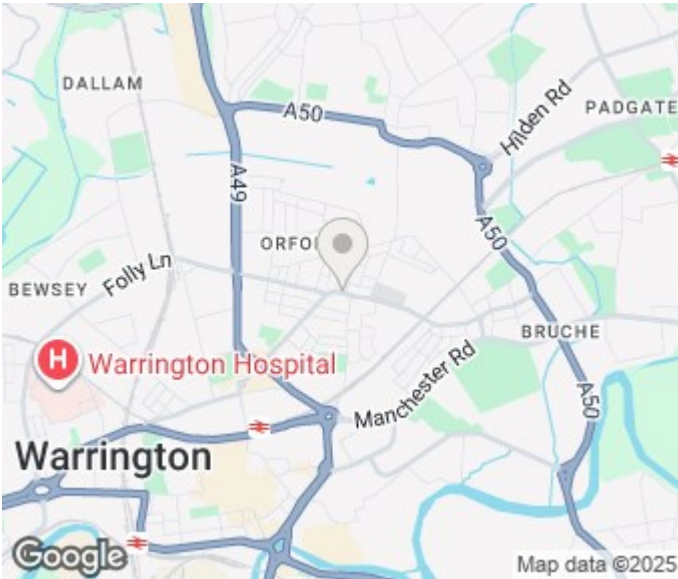 DALLAM
A50
Hilden Rd
PADGATE
A49
A50
Folly Ln
BEWSEY
BRUCHE
H
Warrington Hospital
Manchester Rd
A50
Warrington
Google
Map data ©2025